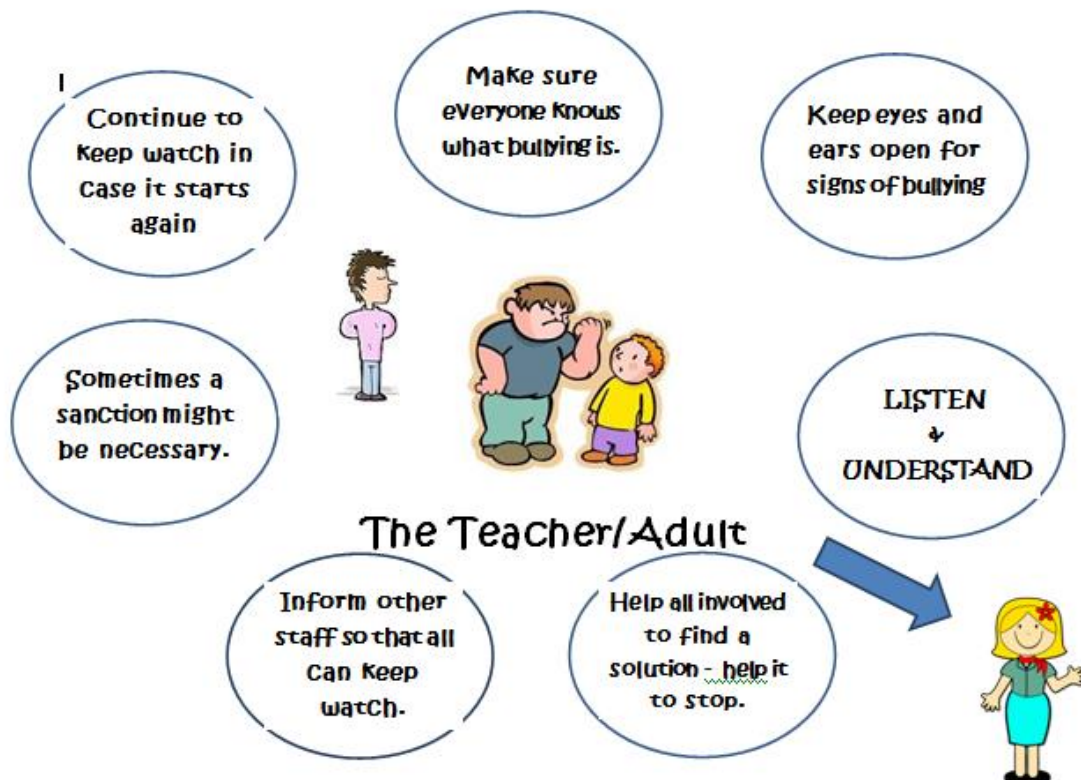 Make sure
everyone knows
what bullying is.
Keep eyes and
ears open for
signs of bullying
LISTEN
&
UNDERSTAND
Help all involved
to find a
solution - help it
to stop.
Inform other
staff so that all
can keep
watch.
Sometimes a
sanction might
be necessary.
I
Continue to
keep watch in
case it starts
again
The Teacher/Adult